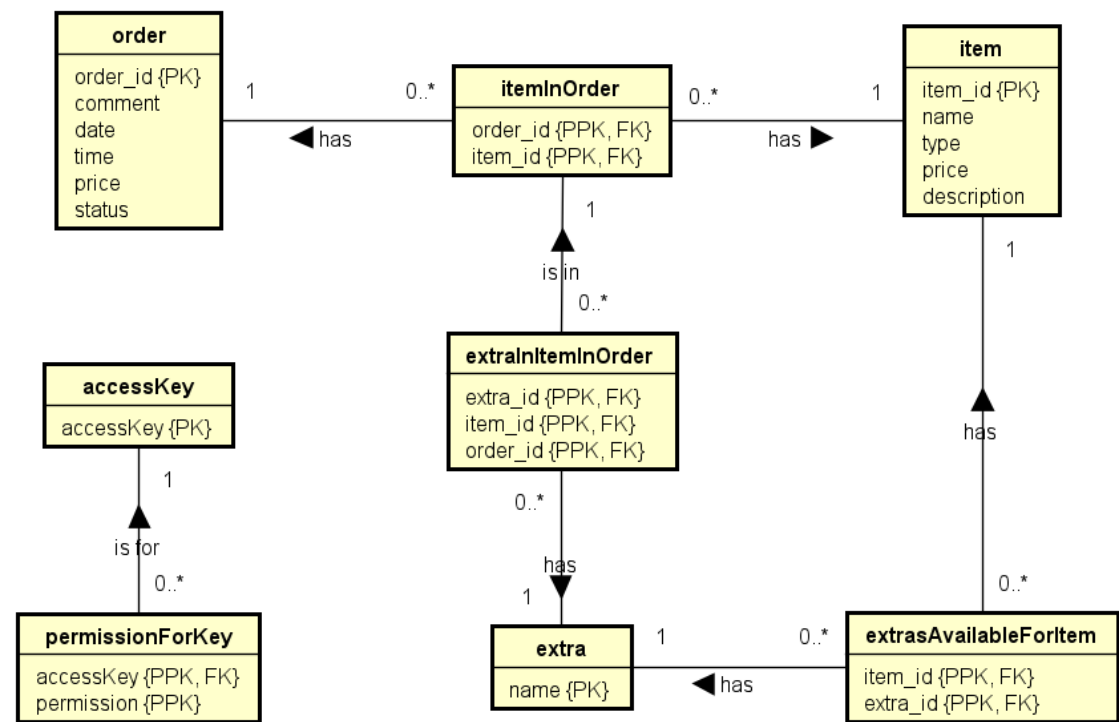 order
order_id {PK}
comment
date
time
price
status
1
0..*
has
itemInOrder
order_id {PPK, FK}
item_id {PPK, FK}
0..*
1
has
item
item_id {PK}
name
type
price
description
1
is in
0..*
1
has
0..*
extraInItemInOrder
extra_id {PPK, FK}
item_id {PPK, FK}
order_id {PPK, FK}
0..*
has
1
accessKey
accessKey {PK}
1
is for
0..*
permissionForKey
accessKey {PPK, FK}
permission {PPK}
extra
name {PK}
1
0..*
has
extrasAvailableForItem
item_id {PPK, FK}
extra_id {PPK, FK}